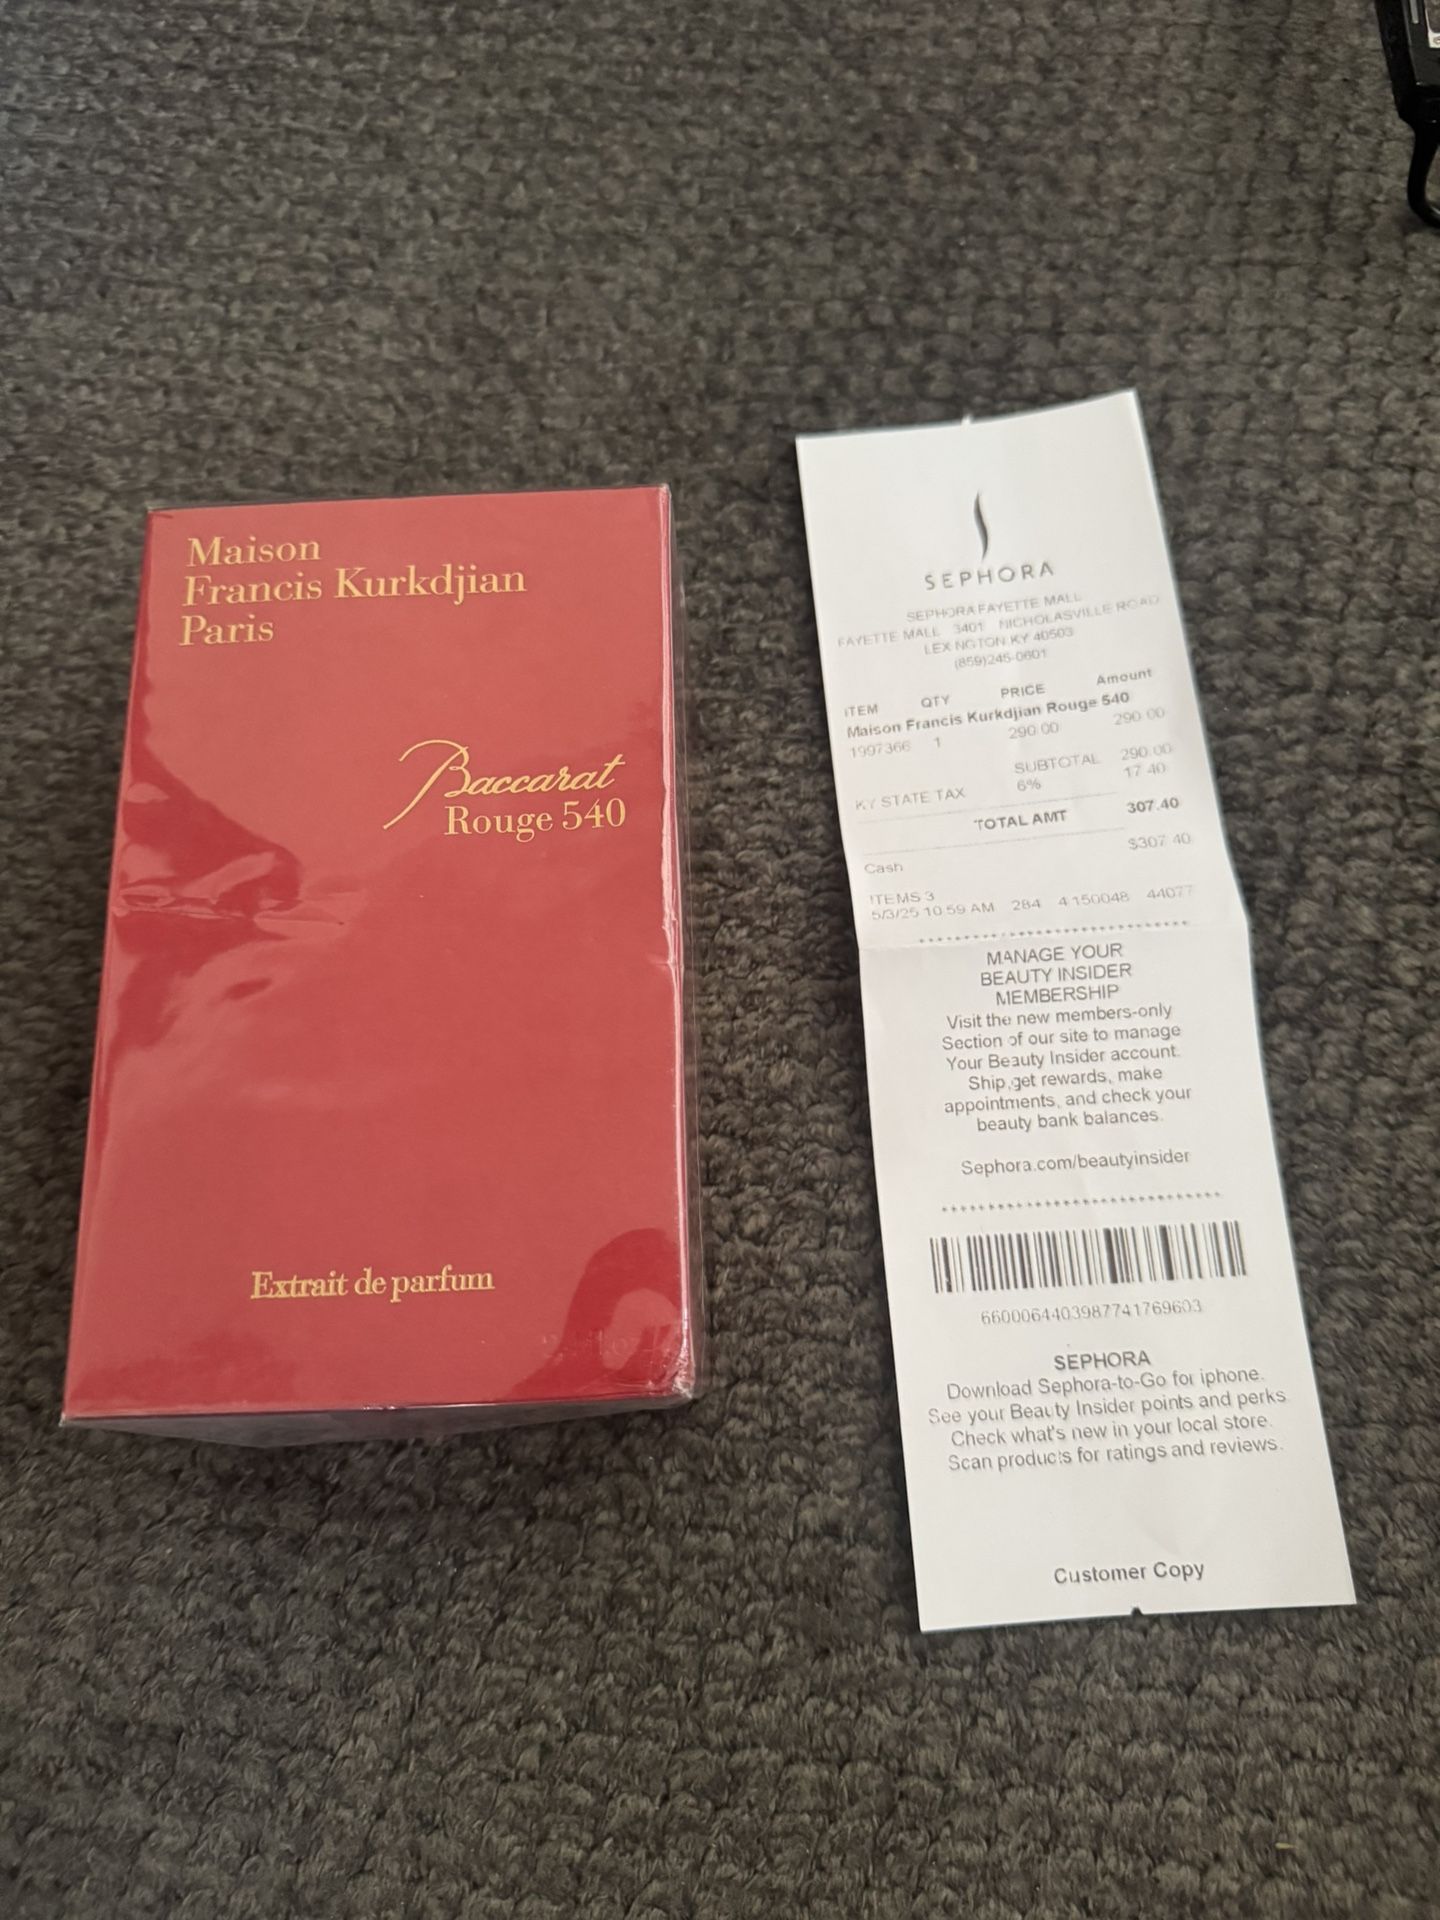 Maison
Francis Kurkdjian
Paris
Baccarat
Rouge 540
Extrait de parfum
SEPHORA
SEPHORA FAYETTE MALL
FAYETTE MALL 3401 NICHOLASVILLE ROAD
LEX NGTON KY 40503
(859)245-0601
ITEM QTY PRICE Amount
Maison Francis Kurkdjian Rouge 540
1997366 1 290.00 290.00
SUBTOTAL 290.00
KY STATE TAX 6% 17.40
TOTAL AMT 307.40
Cash $307.40
ITEMS 3
5/3/25 10:59 AM 284 4 150048 44077
MANAGE YOUR
BEAUTY INSIDER
MEMBERSHIP
Visit the new members-only
Section of our site to manage
Your Beauty Insider account.
Ship,get rewards, make
appointments, and check your
beauty bank balances.
Sephora.com/beautyinsider
6600064403987741769603
SEPHORA
Download Sephora-to-Go for iphone.
See your Beauty Insider points and perks
Check what's new in your local store.
Scan products for ratings and reviews.
Customer Copy